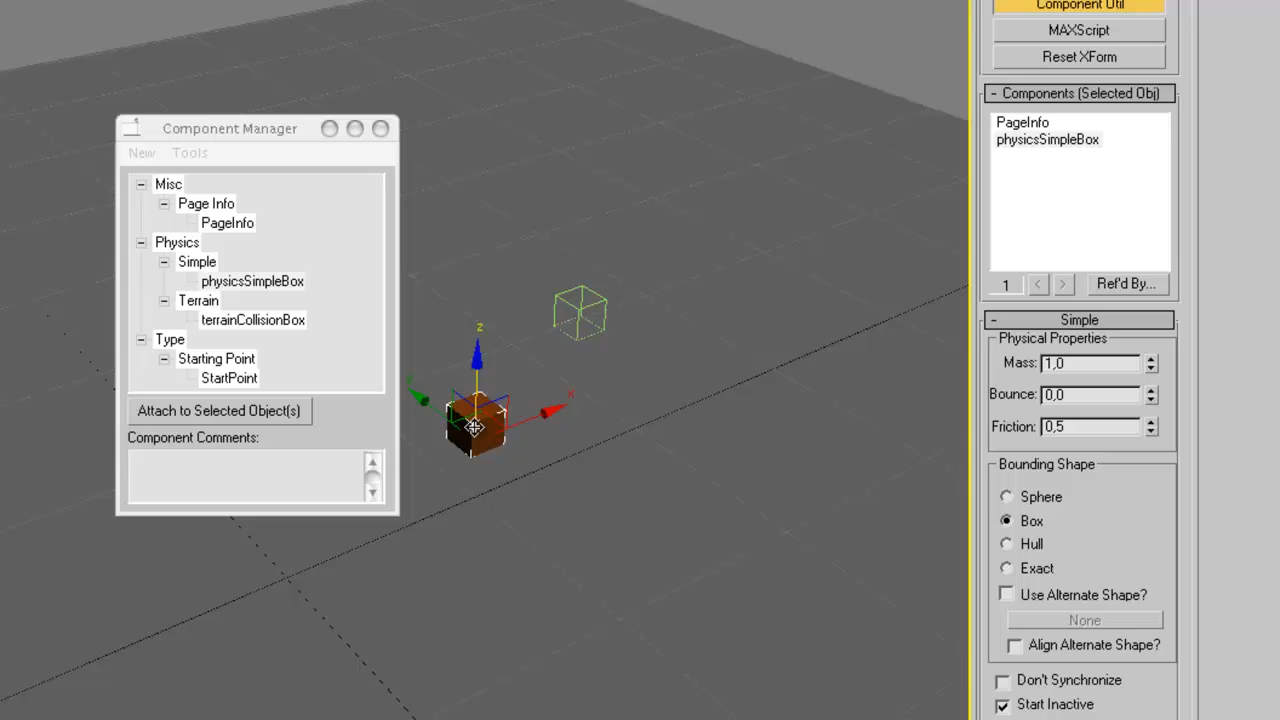 Component Util
MAXScript
Reset XForm
- Components (Selected Obj)
PageInfo
physicsSimpleBox
1 < > Ref'd By...
- Simple
Physical Properties
Mass: 1,0
Bounce: 0,0
Friction: 0,5
Bounding Shape
Sphere
Box
Hull
Exact
Use Alternate Shape?
None
Align Alternate Shape?
Don't Synchronize
Start Inactive
Component Manager
New Tools
Misc
Page Info
PageInfo
Physics
Simple
physicsSimpleBox
Terrain
terrainCollisionBox
Type
Starting Point
StartPoint
Attach to Selected Object(s)
Component Comments:
z
x